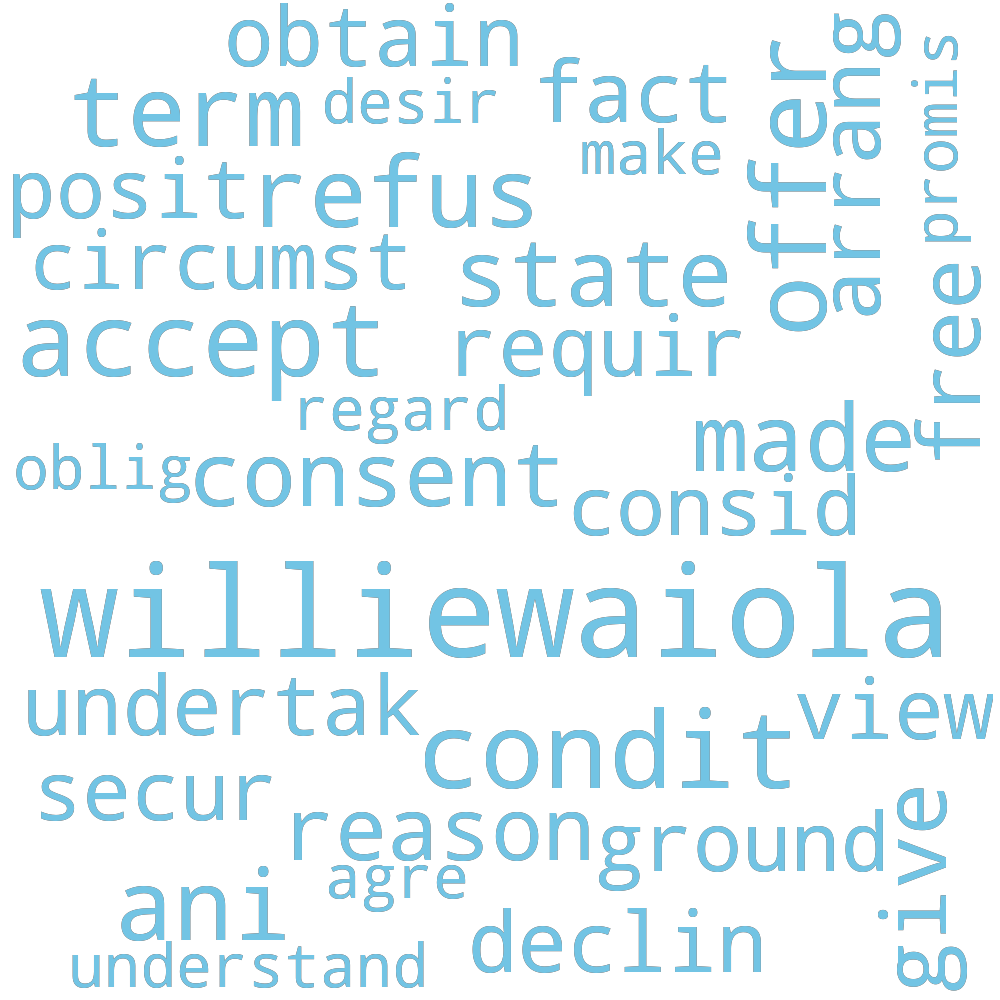 obtain
term
desir
fact
make
offer
arrang
promis
posit
refus
circumst
state
accept
requir
free
regard
made
oblig
consent
consid
williewaiola
undertak
condit
view
secur
reason
ground
give
agre
ani
declin
understand